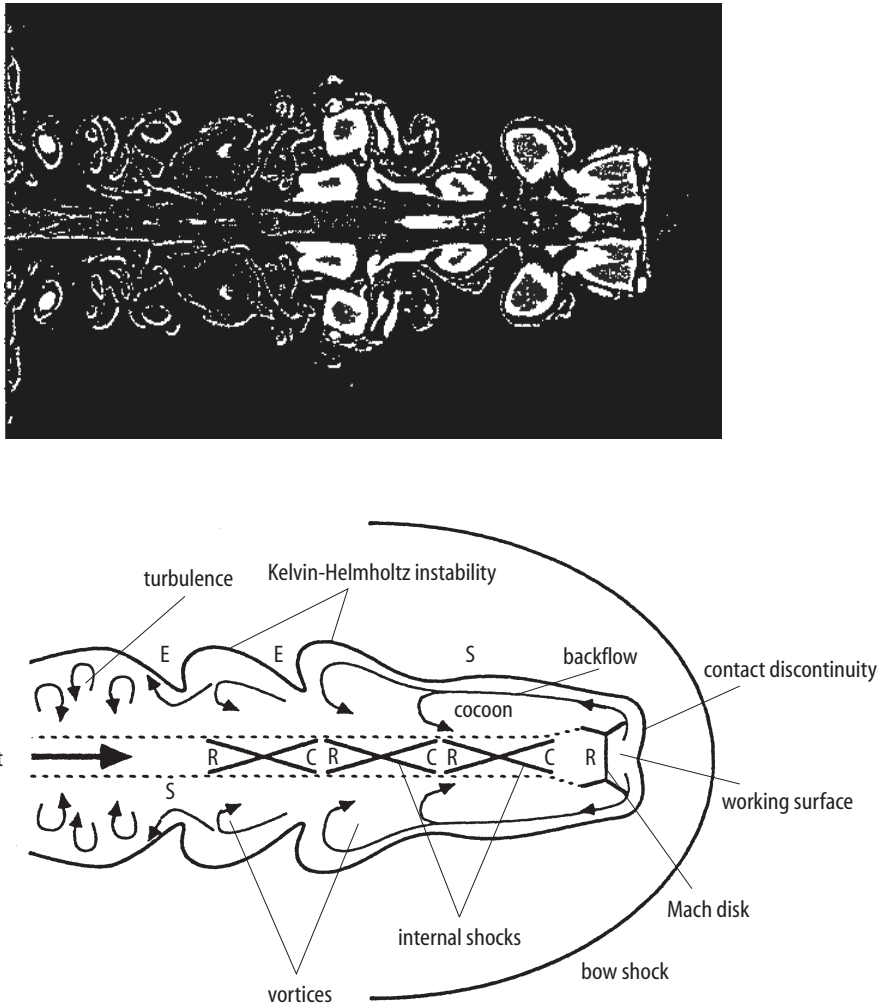 Kelvin-Helmholtz instability
turbulence
E
E
S
backflow
contact discontinuity
cocoon
R
C
R
C
R
C
R
S
working surface
Mach disk
internal shocks
bow shock
vortices